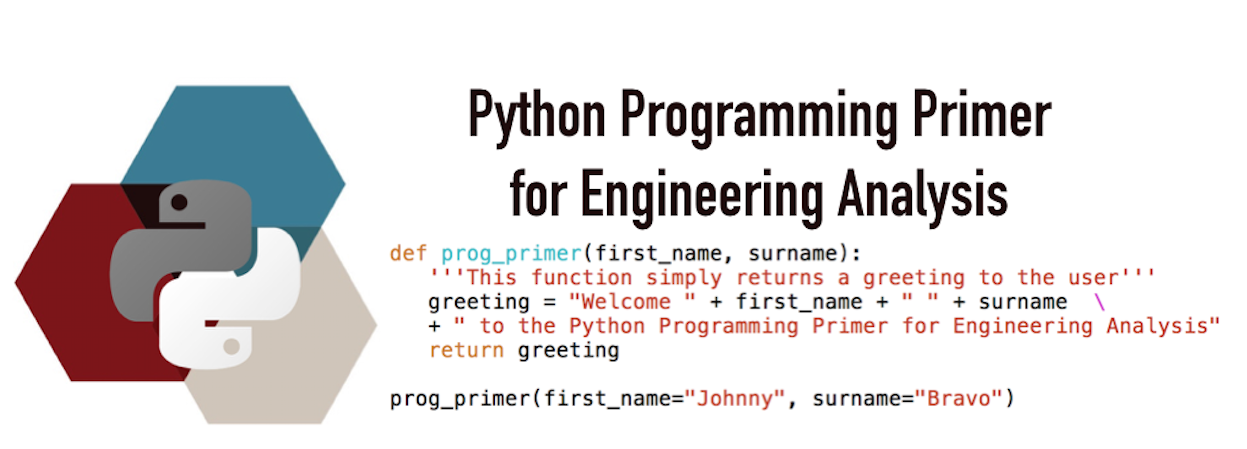 Python Programming Primer
for Engineering Analysis
def prog_primer(first_name, surname):
'''This function simply returns a greeting to the user'''
greeting = "Welcome " + first_name + " " + surname \
+ " to the Python Programming Primer for Engineering Analysis"
return greeting
prog_primer(first_name="Johnny", surname="Bravo")